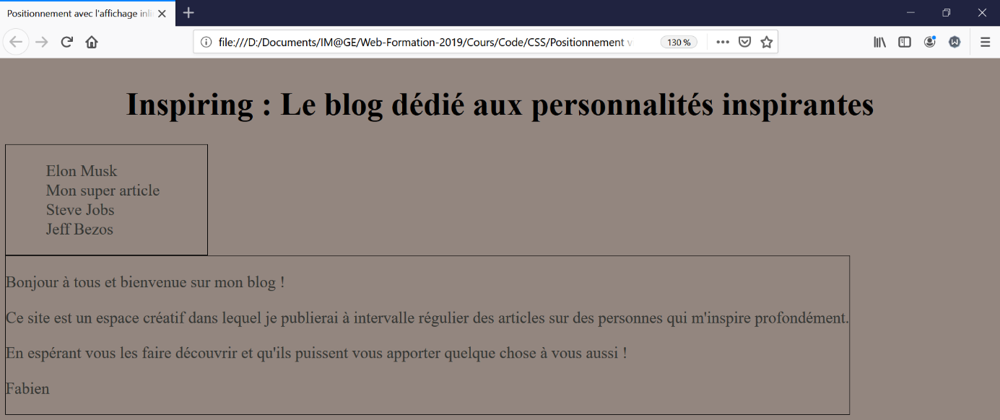 Positionnement avec l'affichage inli
file:///D:/Documents/IM@GE/Web-Formation-2019/Cours/Code/CSS/Positionnement v
130 %
Inspiring : Le blog dédié aux personnalités inspirantes
Elon Musk
Mon super article
Steve Jobs
Jeff Bezos
Bonjour à tous et bienvenue sur mon blog !
Ce site est un espace créatif dans lequel je publierai à intervalle régulier des articles sur des personnes qui m'inspire profondément.
En espérant vous les faire découvrir et qu'ils puissent vous apporter quelque chose à vous aussi !
Fabien